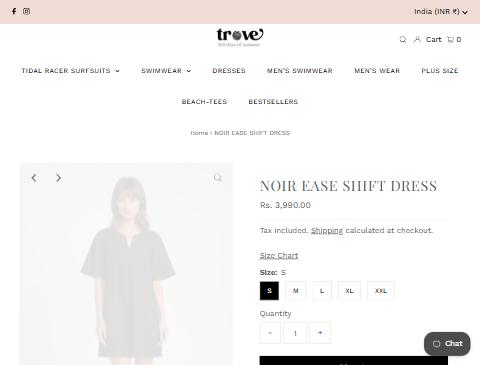 India (INR ₹)
trove
Cart 0
TIDAL RACER SURFSUITS SWIMWEAR DRESSES MEN'S SWIMWEAR MEN'S WEAR PLUS SIZE
BEACH-TEES BESTSELLERS
Home › NOIR EASE SHIFT DRESS
NOIR EASE SHIFT DRESS
Rs. 3,990.00
Tax included. Shipping calculated at checkout.
Size Chart
Size: S
S M L XL XXL
Quantity
- 1 +
Chat